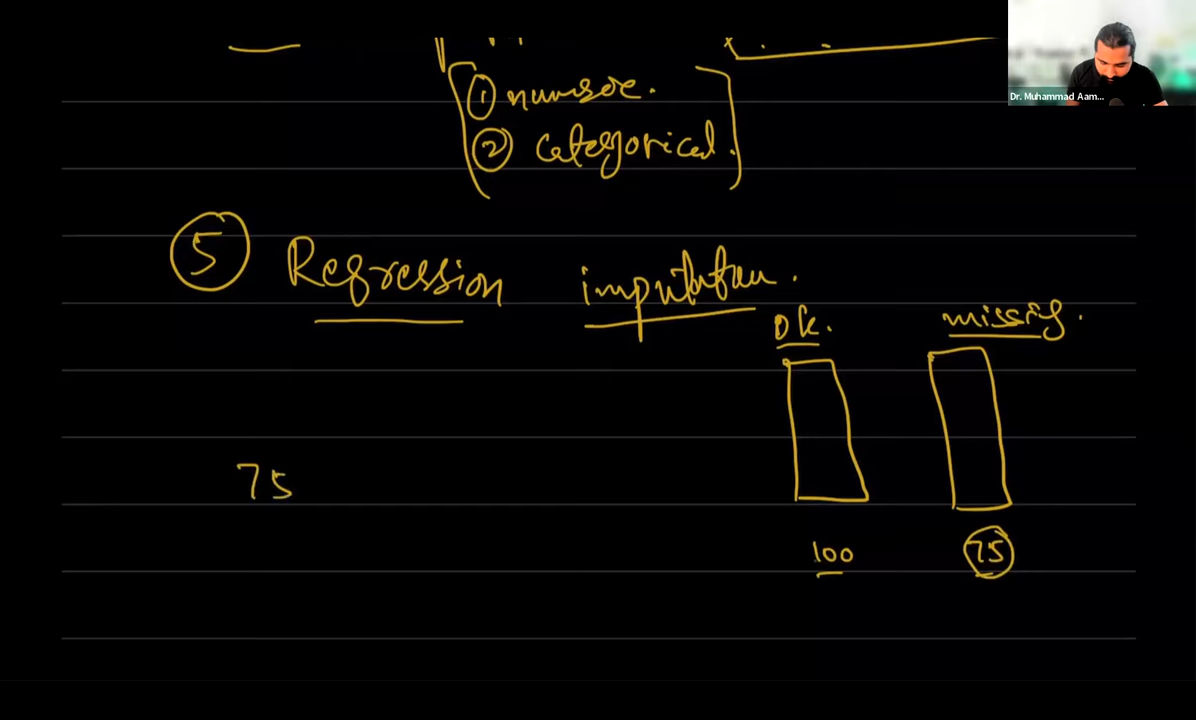 Dr. Muhammad Aam...
① numeric.
② categorical.
⑤ Regression imputation.
ok. missing.
75
100 75